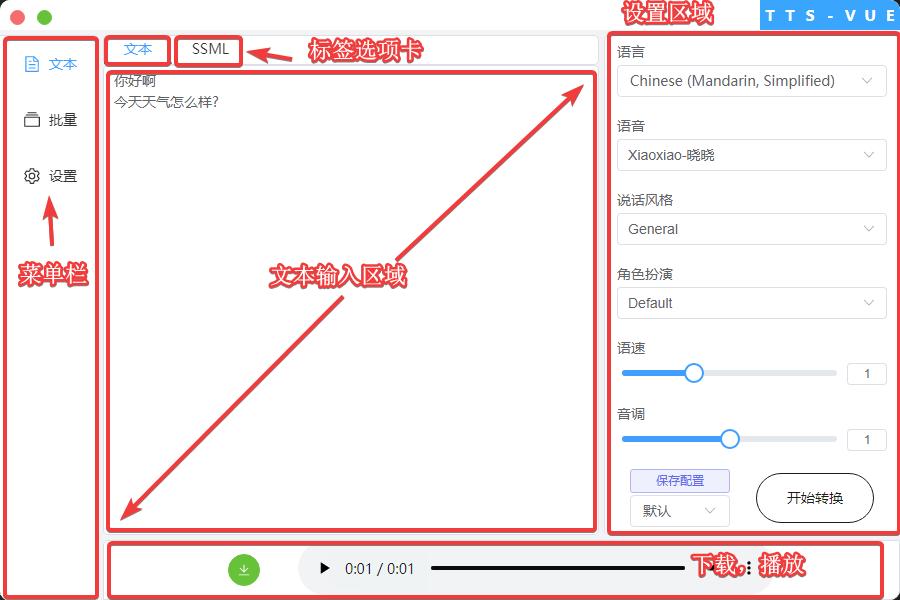 设置区域
TTS-VUE
文本
批量
设置
菜单栏
文本
SSML
标签选项卡
你好啊
今天天气怎么样?
文本输入区域
语言
Chinese (Mandarin, Simplified)
语音
Xiaoxiao-晓晓
说话风格
General
角色扮演
Default
语速
1
音调
1
保存配置
默认
开始转换
0:01 / 0:01
下载，播放